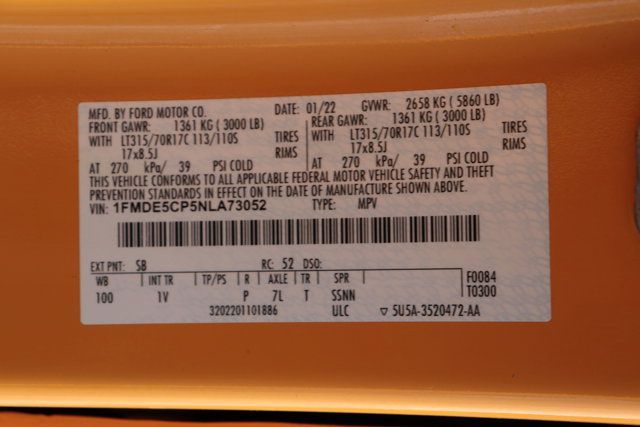 MFD. BY FORD MOTOR CO. DATE: 01/22 GVWR: 2658 KG ( 5860 LB)
FRONT GAWR: 1361 KG ( 3000 LB) REAR GAWR: 1361 KG ( 3000 LB)
WITH LT315/70R17C 113/110S TIRES WITH LT315/70R17C 113/110S TIRES
17x8.5J RIMS 17x8.5J RIMS
AT 270 kPa/ 39 PSI COLD AT 270 kPa/ 39 PSI COLD
THIS VEHICLE CONFORMS TO ALL APPLICABLE FEDERAL MOTOR VEHICLE SAFETY AND THEFT
PREVENTION STANDARDS IN EFFECT ON THE DATE OF MANUFACTURE SHOWN ABOVE.
VIN: 1FMDE5CP5NLA73052 TYPE: MPV
EXT PNT: SB RC: 52 DSO:
WB INT TR TP/PS R AXLE TR SPR F0084
100 1V P 7L T SSNN T0300
3202201101886 ULC ▽ 5U5A-3520472-AA